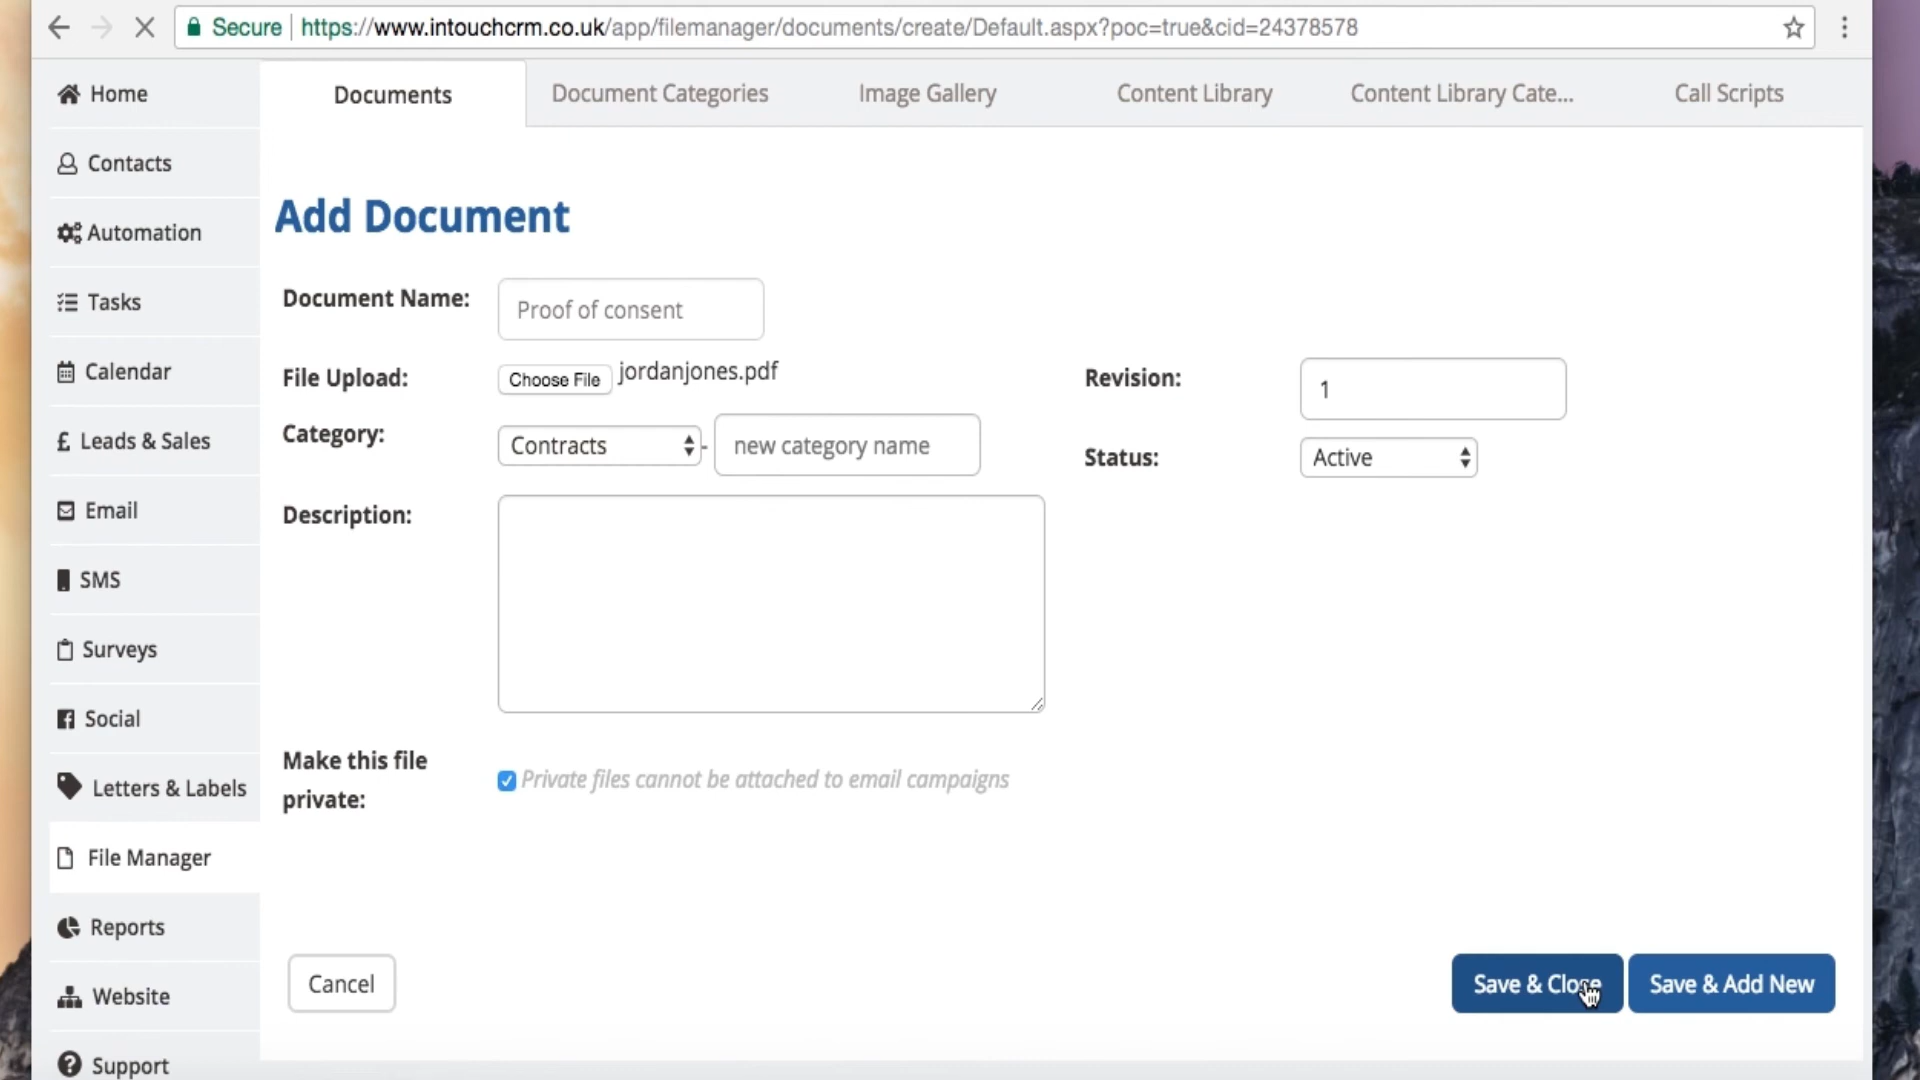 Secure https://www.intouchcrm.co.uk/app/filemanager/documents/create/Default.aspx?poc=true&cid=24378578
Home
Documents
Document Categories
Image Gallery
Content Library
Content Library Cate...
Call Scripts
Contacts
Automation
Tasks
Calendar
Leads & Sales
Email
SMS
Surveys
Social
Letters & Labels
File Manager
Reports
Website
Support
Add Document
Document Name:
Proof of consent
File Upload:
Choose File
jordanjones.pdf
Revision:
1
Category:
Contracts
-
new category name
Status:
Active
Description:
Make this file
private:
Private files cannot be attached to email campaigns
Cancel
Save & Close
Save & Add New